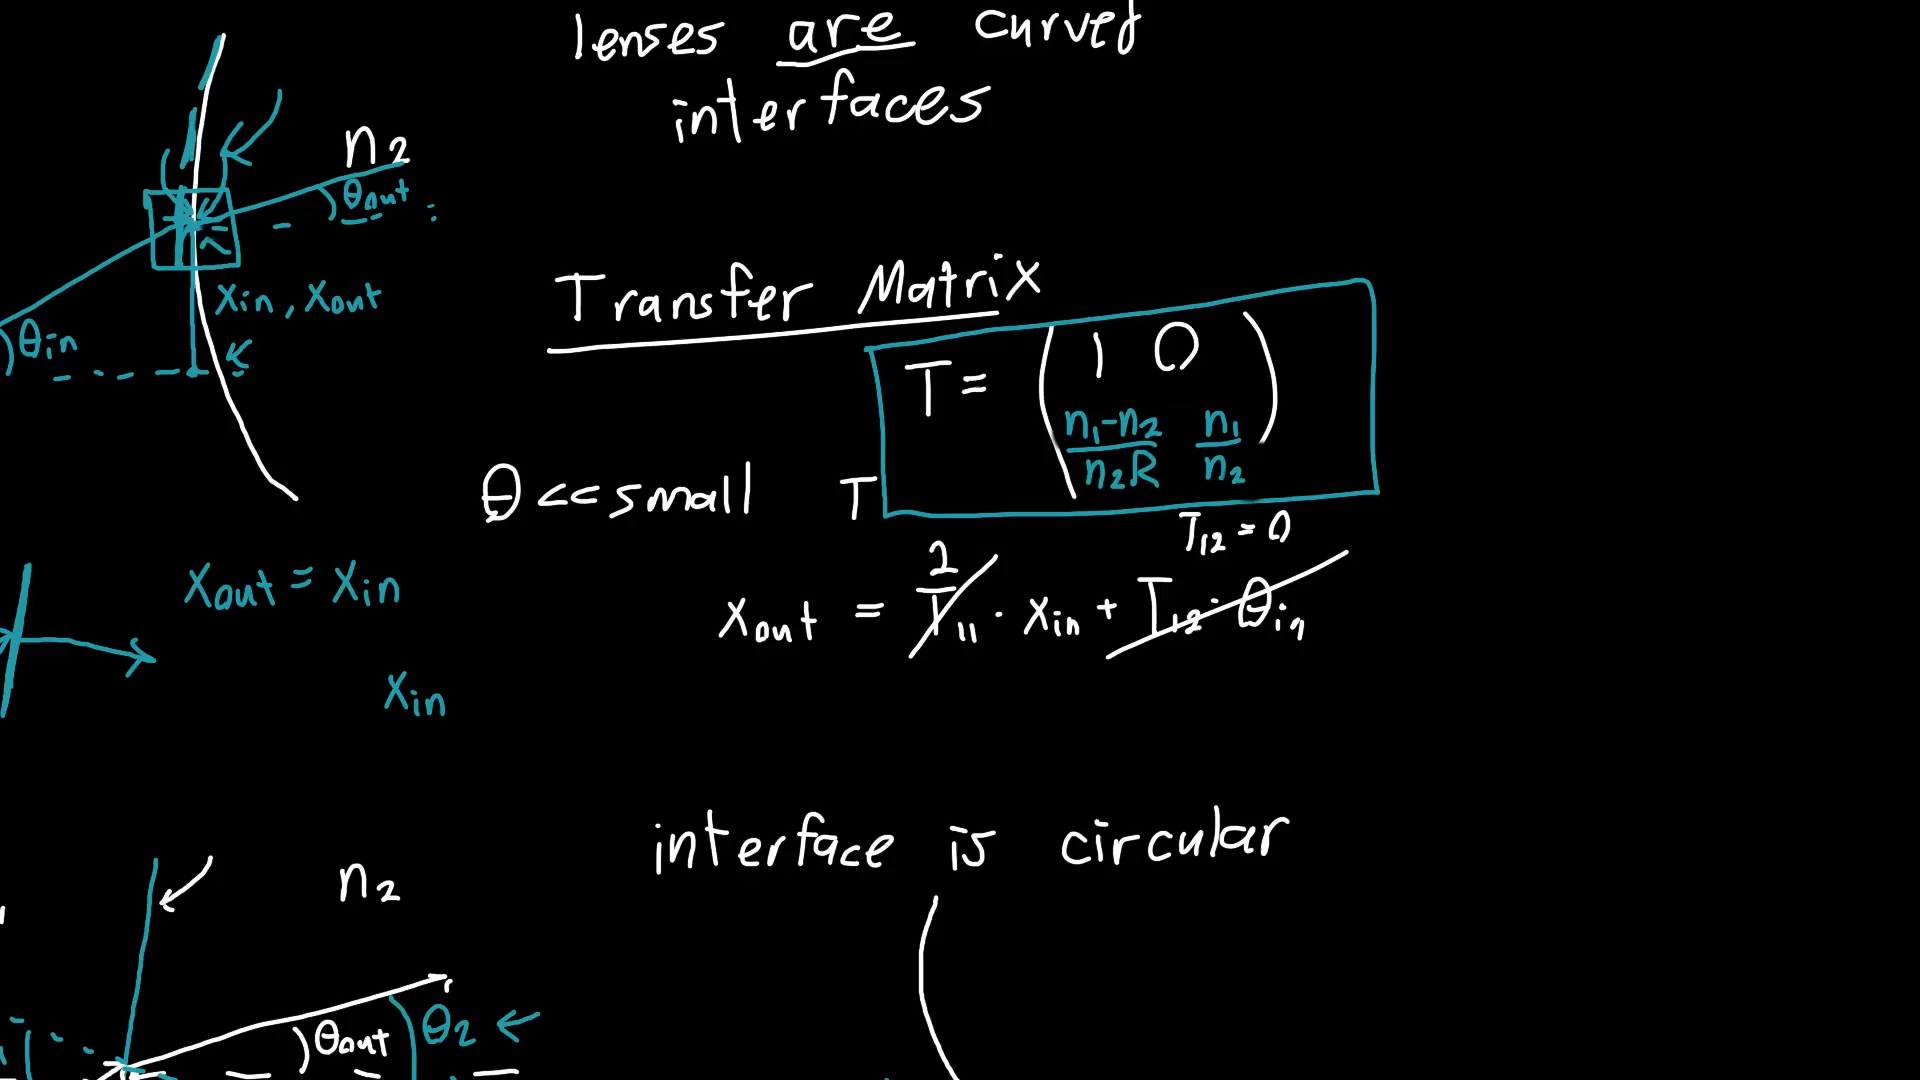 lenses are curved
interfaces
n2
θout
xin, xout
θin
Transfer Matrix
T = ( 1 0
n1-n2 / n2R n1 / n2 )
θ << small T
T12 = 0
xout = xin
2
xout = T11 · xin + T12 · θin
xin
interface is circular
n2
θout θ2